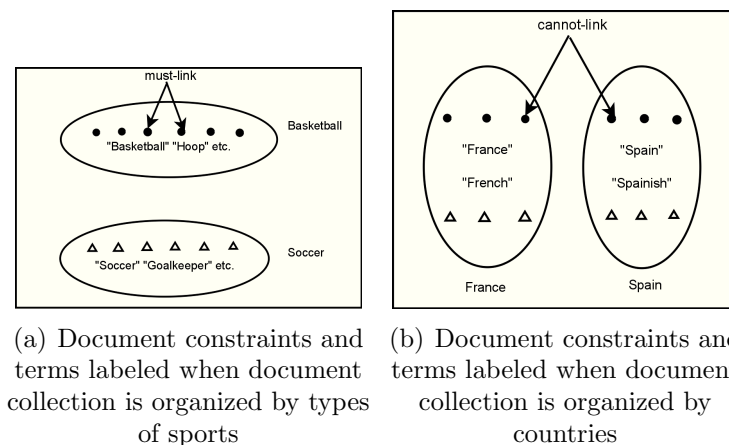 must-link
Basketball
"Basketball" "Hoop" etc.
Soccer
"Soccer" "Goalkeeper" etc.
(a) Document constraints and
terms labeled when document
collection is organized by types
of sports
cannot-link
"France"
"Spain"
"French"
"Spainish"
France
Spain
(b) Document constraints and
terms labeled when document
collection is organized by
countries